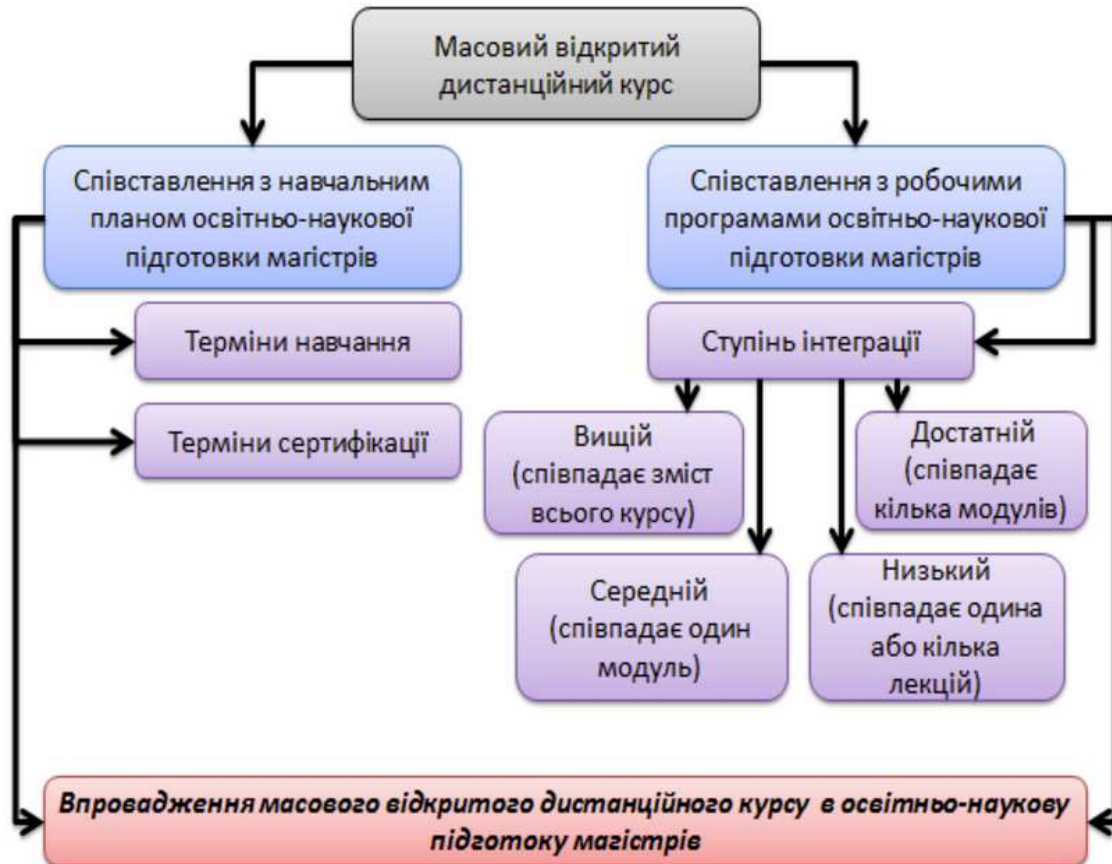 Масовий відкритий
дистанційний курс
Співставлення з навчальним
планом освітньо-наукової
підготовки магістрів
Співставлення з робочими
програмами освітньо-наукової
підготовки магістрів
Терміни навчання
Терміни сертифікації
Ступінь інтеграції
Вищій
(співпадає зміст
всього курсу)
Достатній
(співпадає
кілька модулів)
Середній
(співпадає один
модуль)
Низький
(співпадає одина
або кілька
лекцій)
Впровадження масового відкритого дистанційного курсу в освітньо-наукову
підготоку магістрів